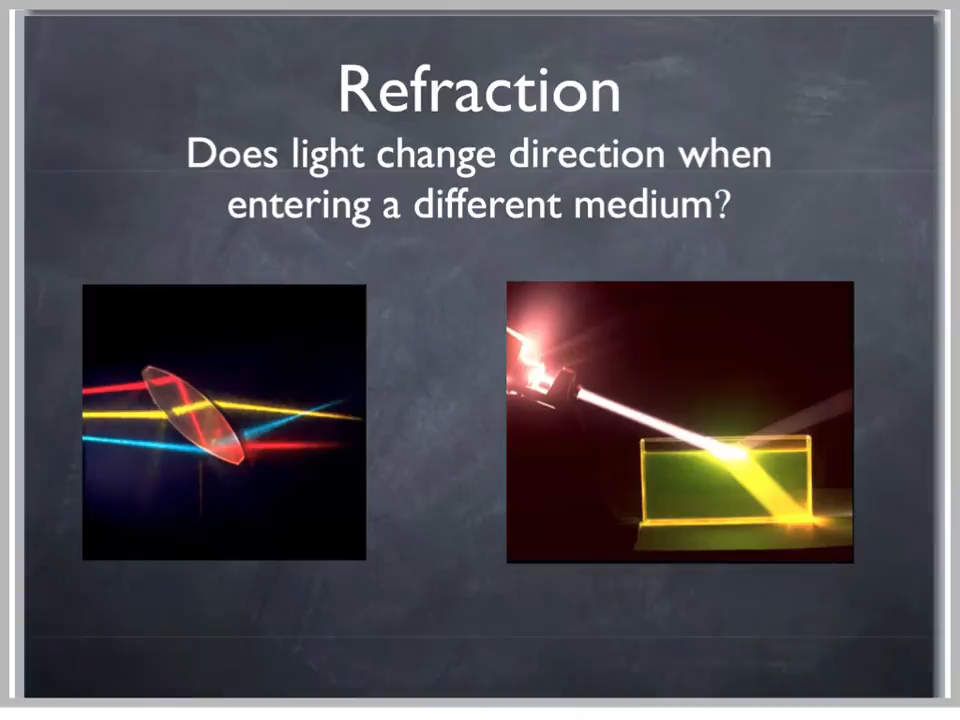 Refraction
Does light change direction when
entering a different medium?